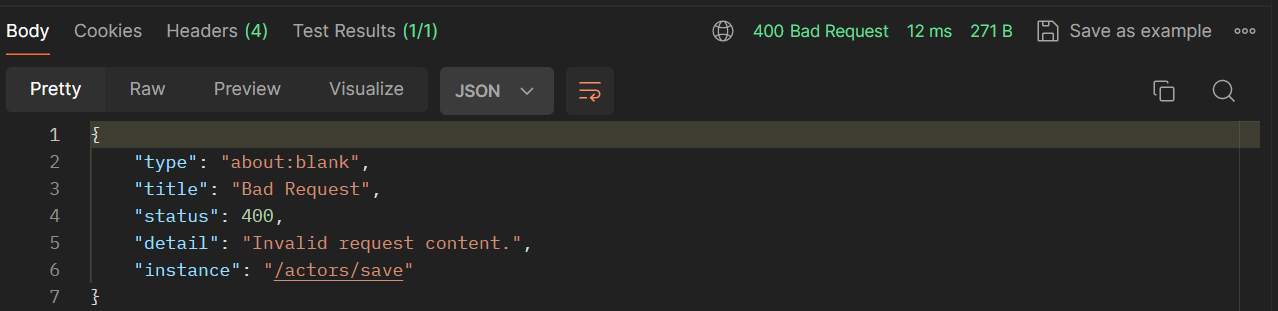 Body Cookies Headers (4) Test Results (1/1) 400 Bad Request 12 ms 271 B Save as example
Pretty Raw Preview Visualize JSON
1 {
2 "type": "about:blank",
3 "title": "Bad Request",
4 "status": 400,
5 "detail": "Invalid request content.",
6 "instance": "/actors/save"
7 }